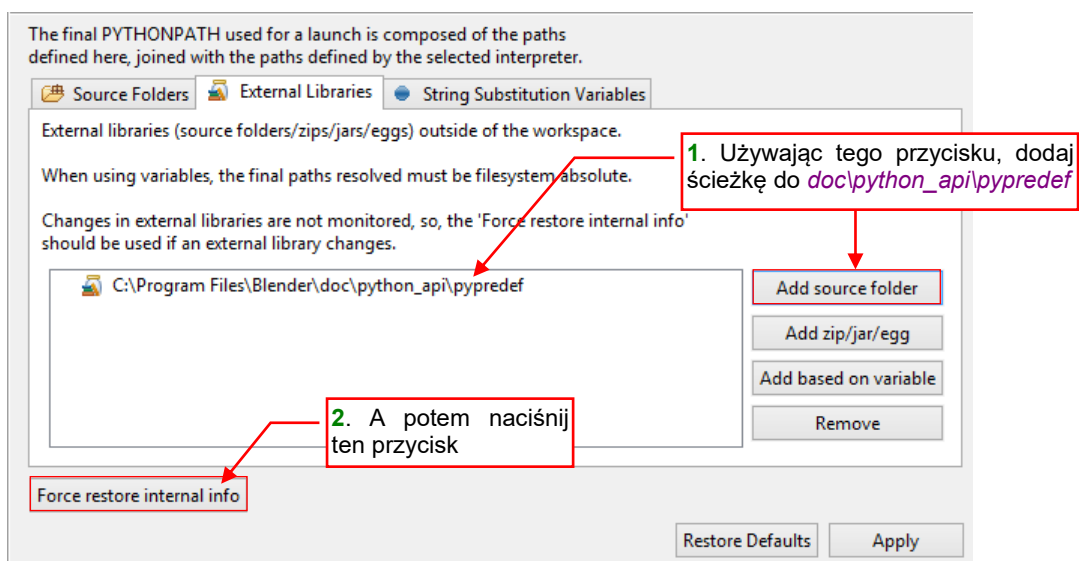 The final PYTHONPATH used for a launch is composed of the paths
defined here, joined with the paths defined by the selected interpreter.
Source Folders External Libraries String Substitution Variables
External libraries (source folders/zips/jars/eggs) outside of the workspace.
1. Używając tego przycisku, dodaj
ścieżkę do doc\python_api\pypredef
When using variables, the final paths resolved must be filesystem absolute.
Changes in external libraries are not monitored, so, the 'Force restore internal info'
should be used if an external library changes.
C:\Program Files\Blender\doc\python_api\pypredef
Add source folder
Add zip/jar/egg
Add based on variable
Remove
2. A potem naciśnij
ten przycisk
Force restore internal info
Restore Defaults Apply